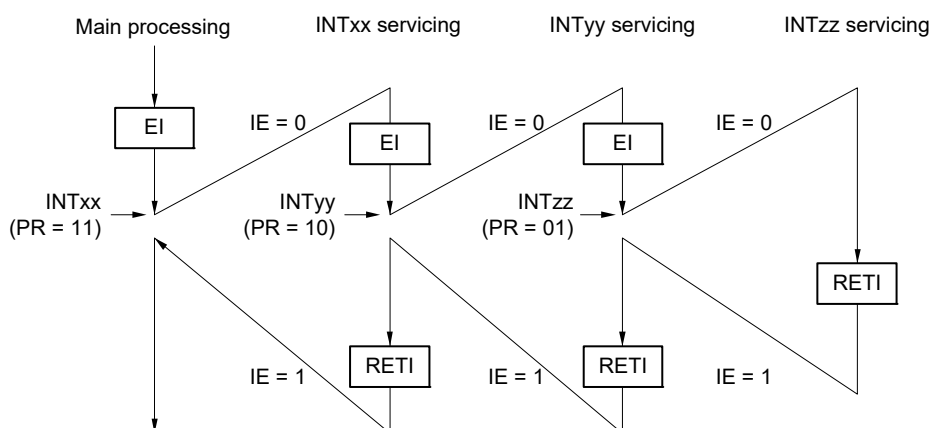 Main processing
INTxx servicing
INTyy servicing
INTzz servicing
EI
IE = 0
EI
IE = 0
EI
IE = 0
INTxx
(PR = 11)
INTyy
(PR = 10)
INTzz
(PR = 01)
RETI
IE = 1
RETI
IE = 1
RETI
IE = 1